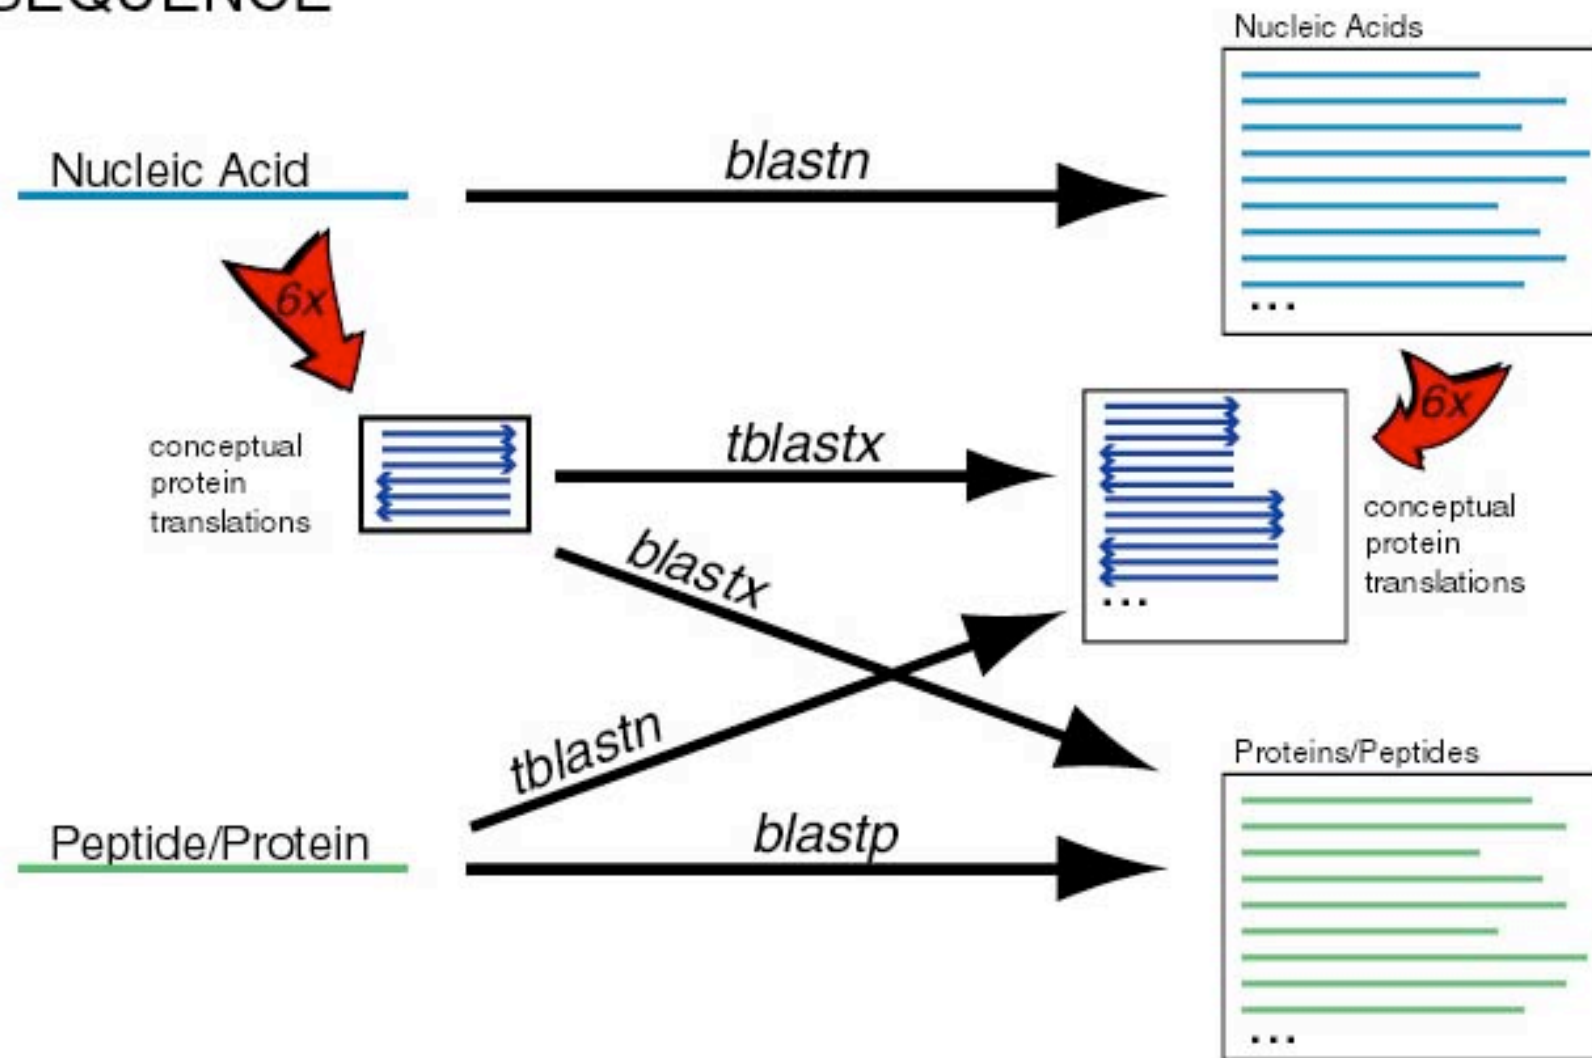 SEQUENCE
Nucleic Acids
Nucleic Acid
blastn
...
6x
6x
conceptual
protein
translations
tblastx
conceptual
protein
translations
...
blastx
tblastn
Proteins/Peptides
Peptide/Protein
blastp
...